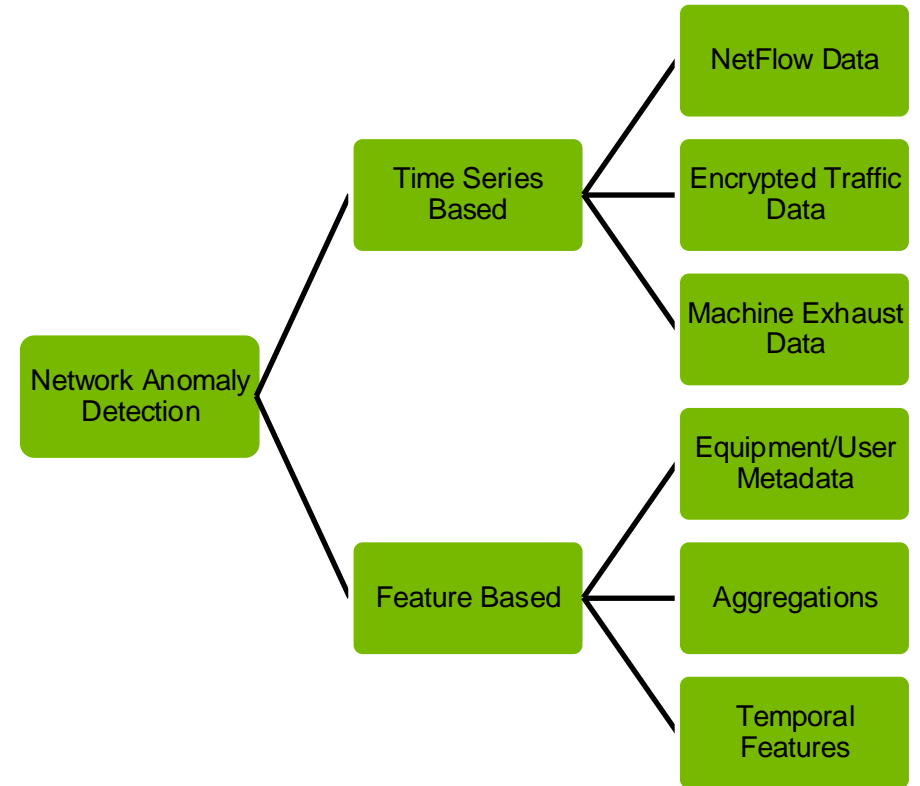 NetFlow Data
Time Series
Based
Encrypted Traffic
Data
Machine Exhaust
Data
Network Anomaly
Detection
Equipment/User
Metadata
Feature Based
Aggregations
Temporal
Features